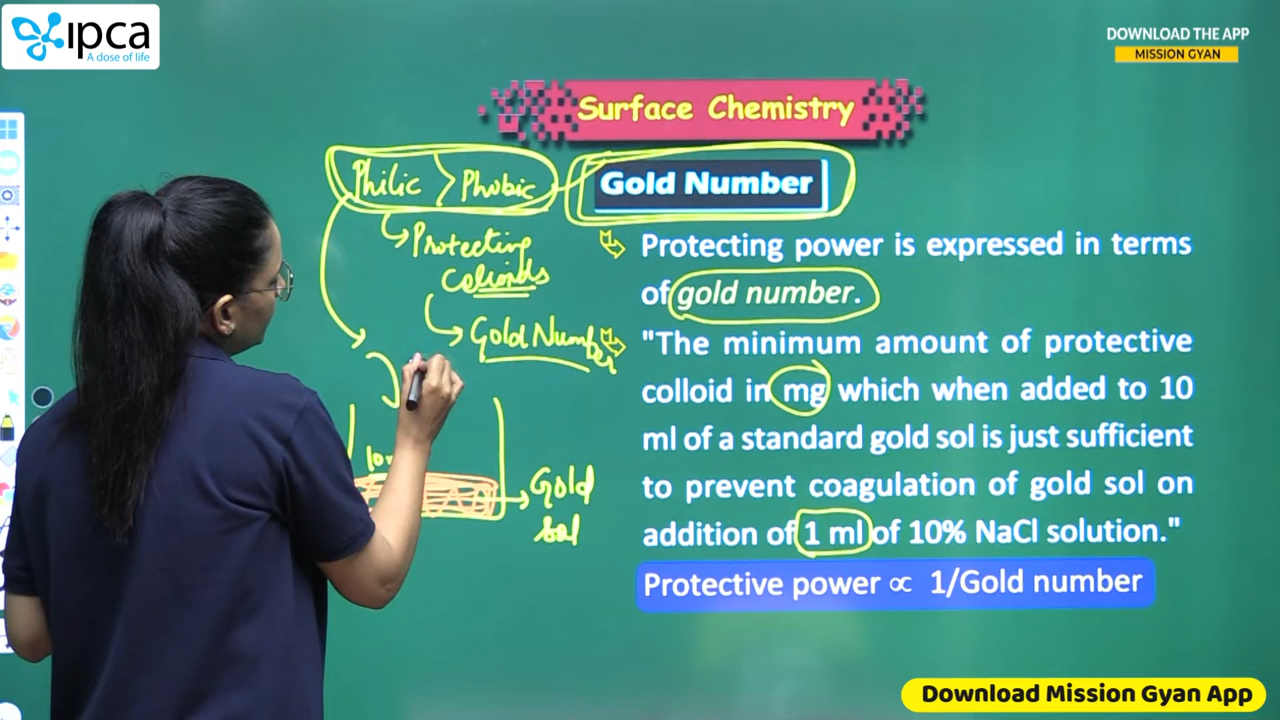 ipca
A dose of life
DOWNLOAD THE APP
MISSION GYAN
Surface Chemistry
Philic > Phobic
Gold Number
Protecting
Colloids
Gold Number
Protecting power is expressed in terms
of gold number.
"The minimum amount of protective
colloid in mg which when added to 10
ml of a standard gold sol is just sufficient
to prevent coagulation of gold sol on
addition of 1 ml of 10% NaCl solution."
Protective power ∝ 1/Gold number
Gold
sol
Download Mission Gyan App